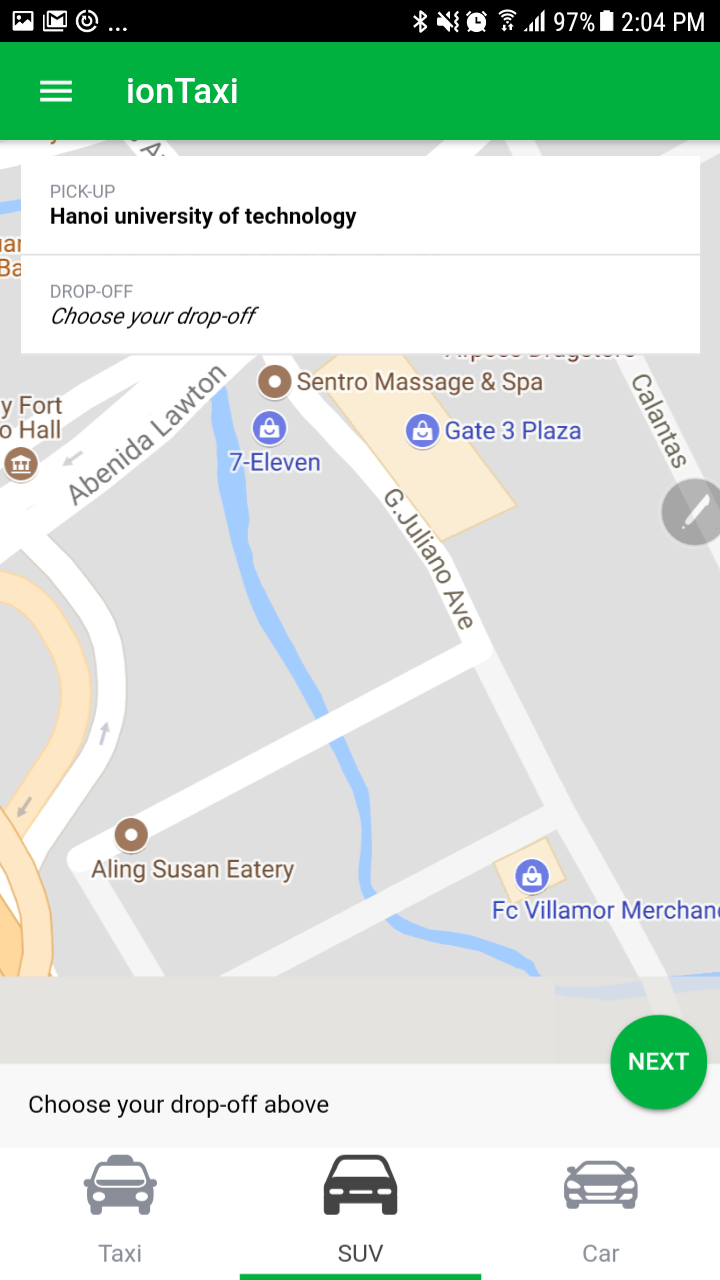 ... 97% 2:04 PM
ionTaxi
PICK-UP
Hanoi university of technology
DROP-OFF
Choose your drop-off
Sentro Massage & Spa
Calantas
y Fort
o Hall
Abenida Lawton
7-Eleven
Gate 3 Plaza
G.Juliano Ave
Aling Susan Eatery
Fc Villamor Merchan
NEXT
Choose your drop-off above
Taxi
SUV
Car